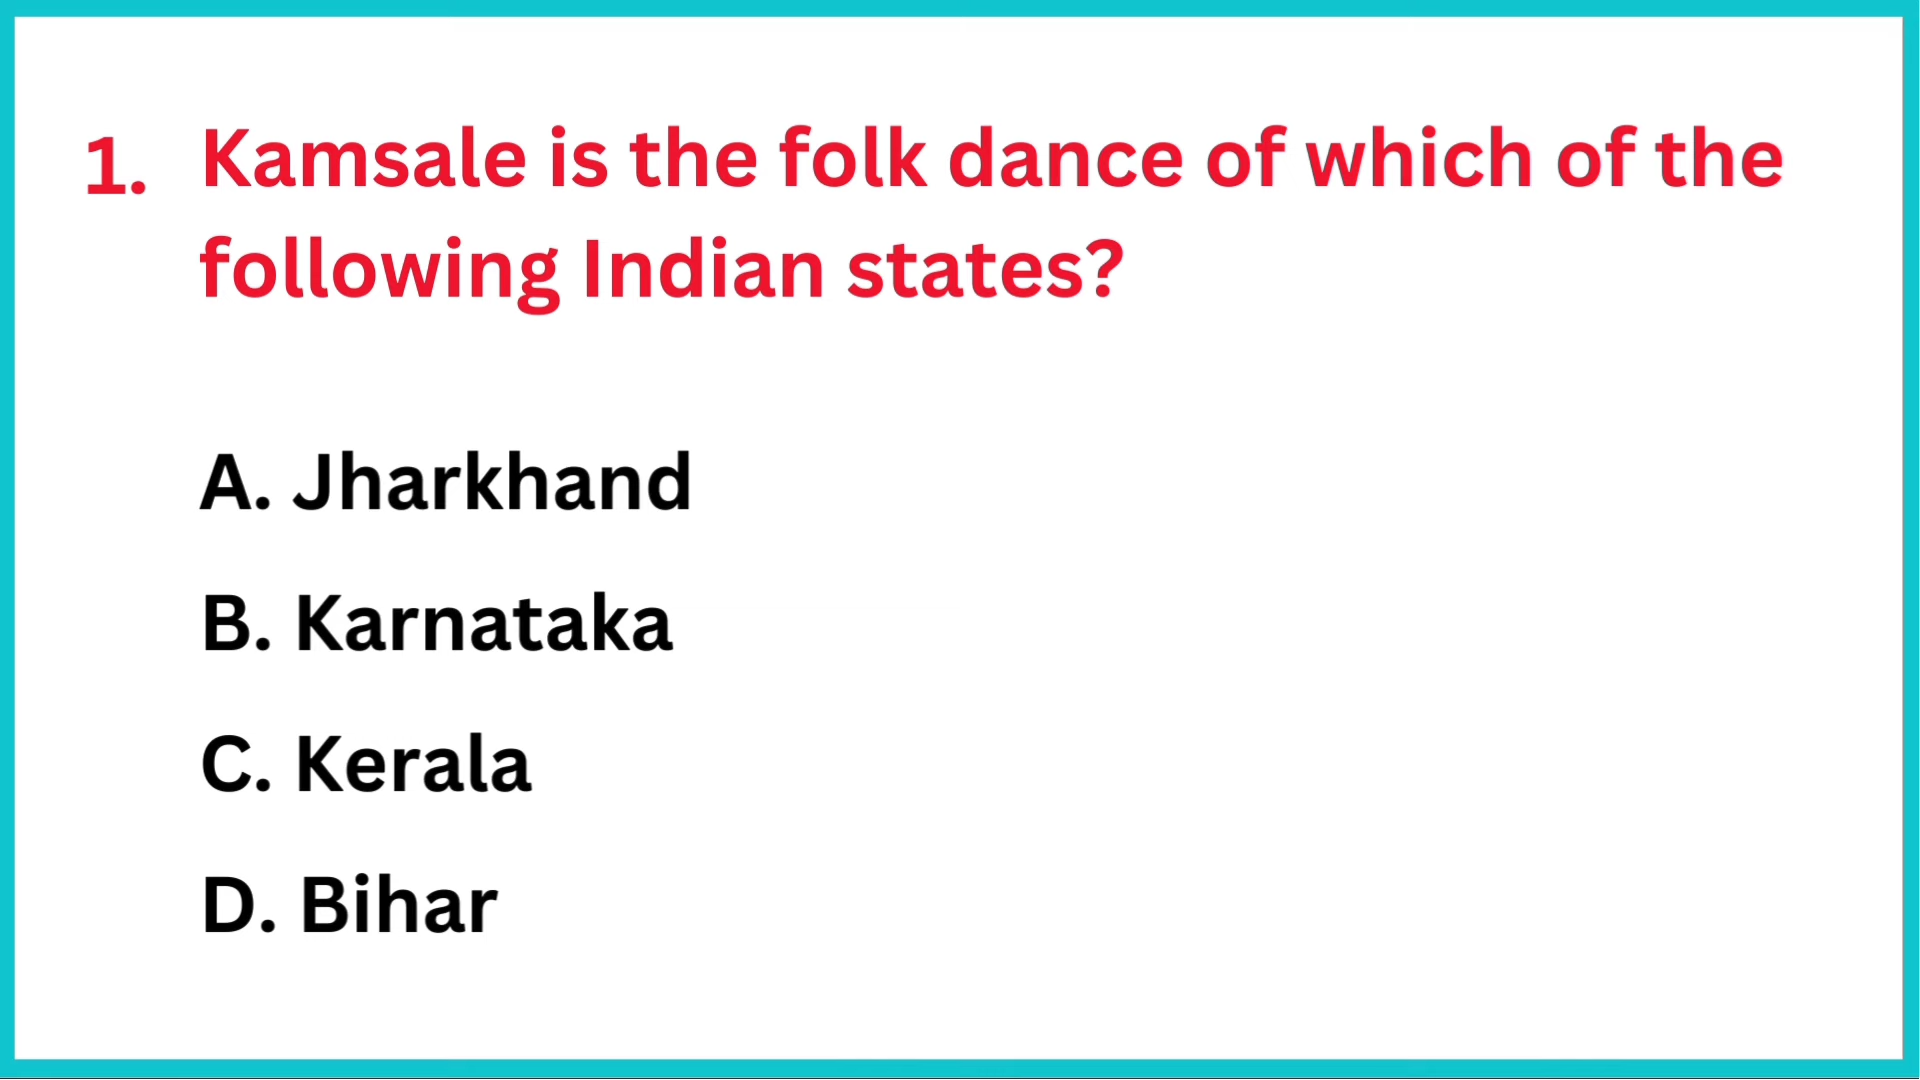 1. Kamsale is the folk dance of which of the
following Indian states?
A. Jharkhand
B. Karnataka
C. Kerala
D. Bihar